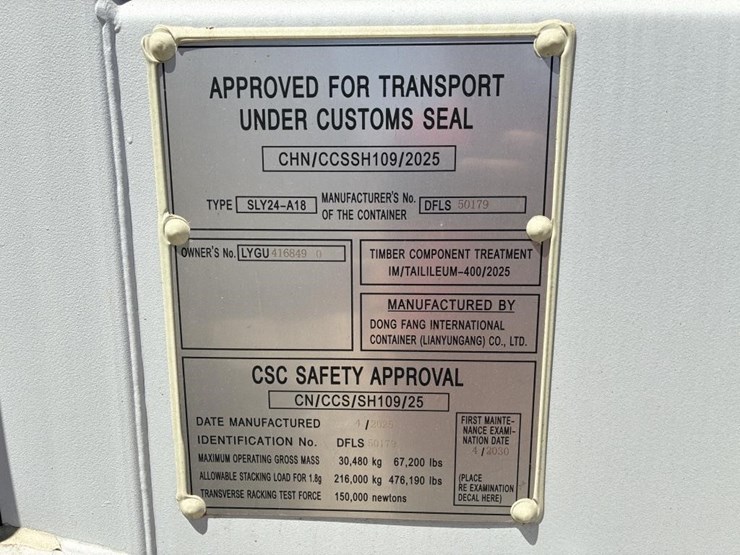 APPROVED FOR TRANSPORT
UNDER CUSTOMS SEAL
CHN/CCSSH109/2025
TYPE SLY24-A18 MANUFACTURER'S No. OF THE CONTAINER DFLS 50179
OWNER'S No. LYGU 416849 0
TIMBER COMPONENT TREATMENT
IM/TAILILEUM-400/2025
MANUFACTURED BY
DONG FANG INTERNATIONAL
CONTAINER (LIANYUNGANG) CO., LTD.
CSC SAFETY APPROVAL
CN/CCS/SH109/25
DATE MANUFACTURED 4/2025
IDENTIFICATION No. DFLS 50179
MAXIMUM OPERATING GROSS MASS 30,480 kg 67,200 lbs
ALLOWABLE STACKING LOAD FOR 1.8g 216,000 kg 476,190 lbs
TRANSVERSE RACKING TEST FORCE 150,000 newtons
FIRST MAINTE-
NANCE EXAMI-
NATION DATE
4/2030
(PLACE
RE EXAMINATION
DECAL HERE)